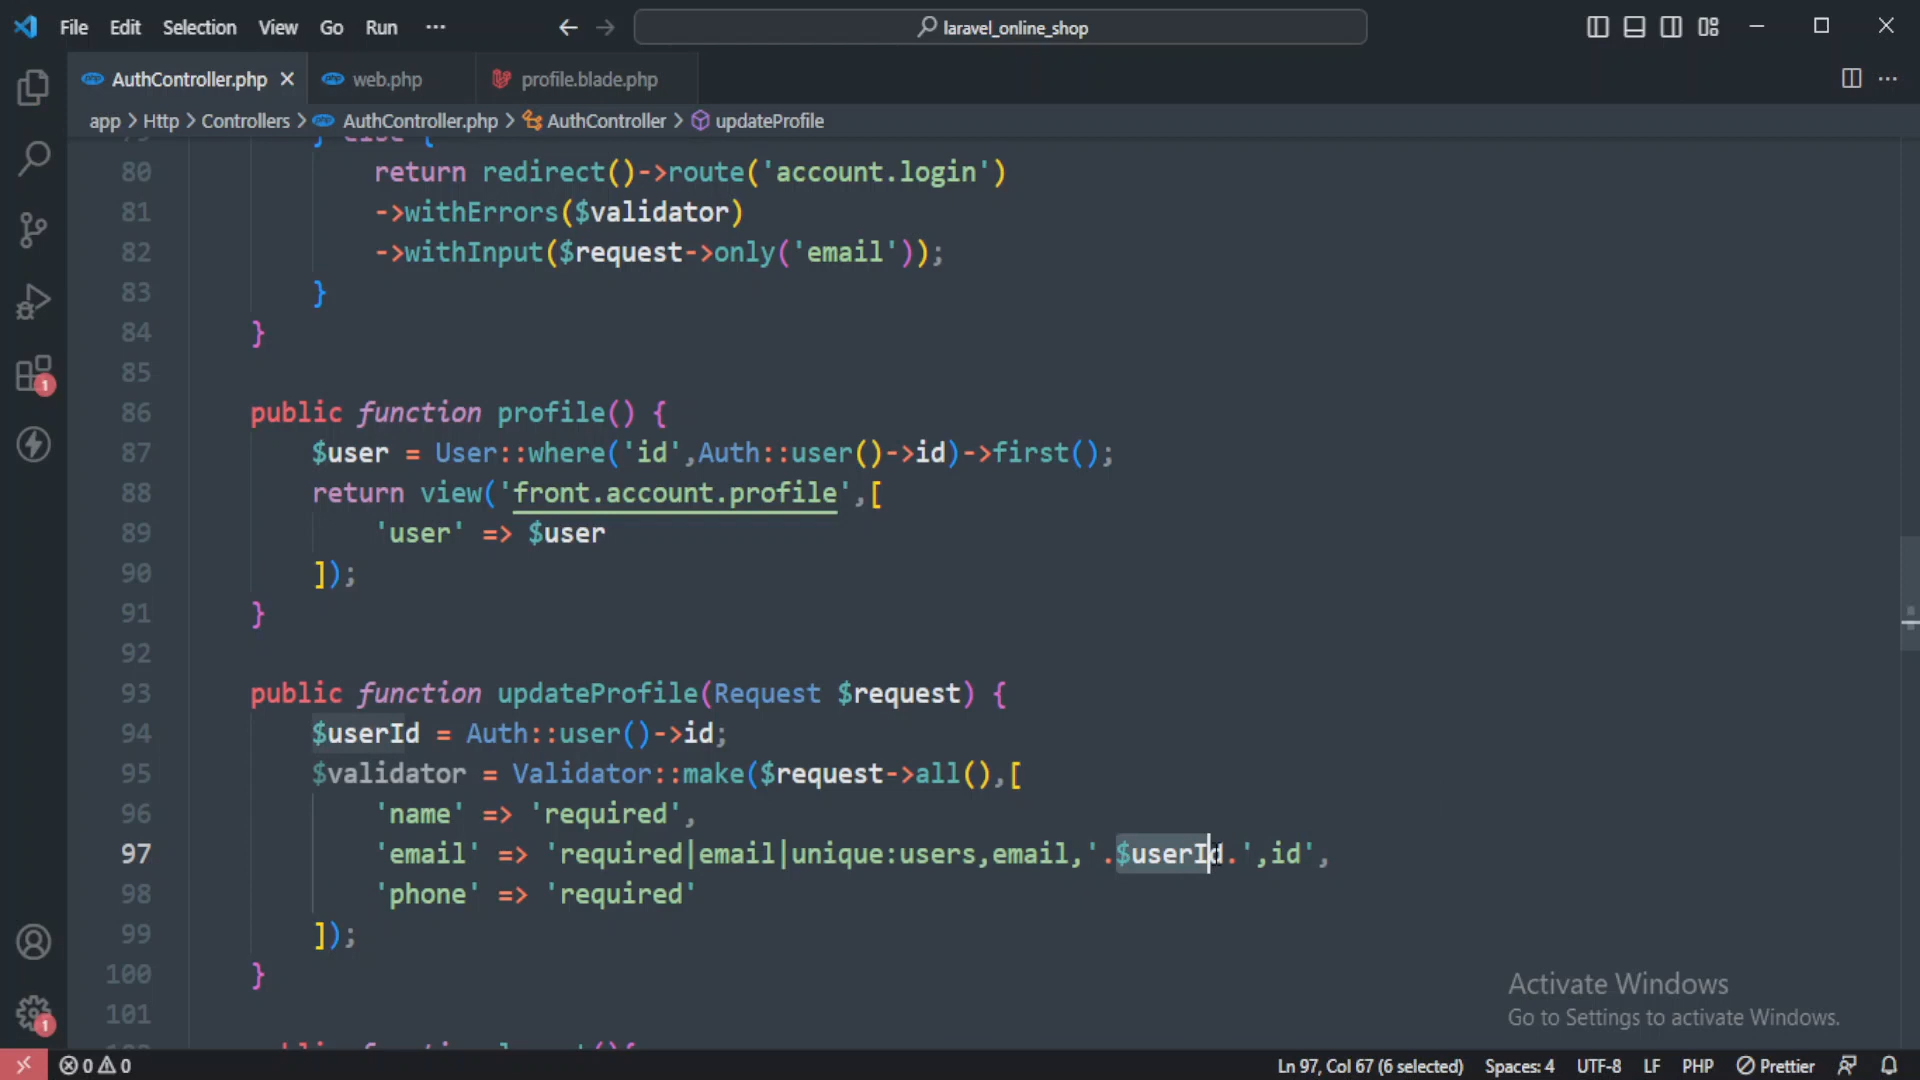 File Edit Selection View Go Run ··· laravel_online_shop
AuthController.php web.php profile.blade.php
app > Http > Controllers > AuthController.php > AuthController > updateProfile
80 return redirect()->route('account.login')
81 ->withErrors($validator)
82 ->withInput($request->only('email'));
83 }
84 }
85
86 public function profile() {
87 $user = User::where('id',Auth::user()->id)->first();
88 return view('front.account.profile',[
89 'user' => $user
90 ]);
91 }
92
93 public function updateProfile(Request $request) {
94 $userId = Auth::user()->id;
95 $validator = Validator::make($request->all(),[
96 'name' => 'required',
97 'email' => 'required|email|unique:users,email,'.$userId.',id',
98 'phone' => 'required'
99 ]);
100 }
101
Activate Windows
Go to Settings to activate Windows.
1
1
0 0 Ln 97, Col 67 (6 selected) Spaces: 4 UTF-8 LF PHP Prettier